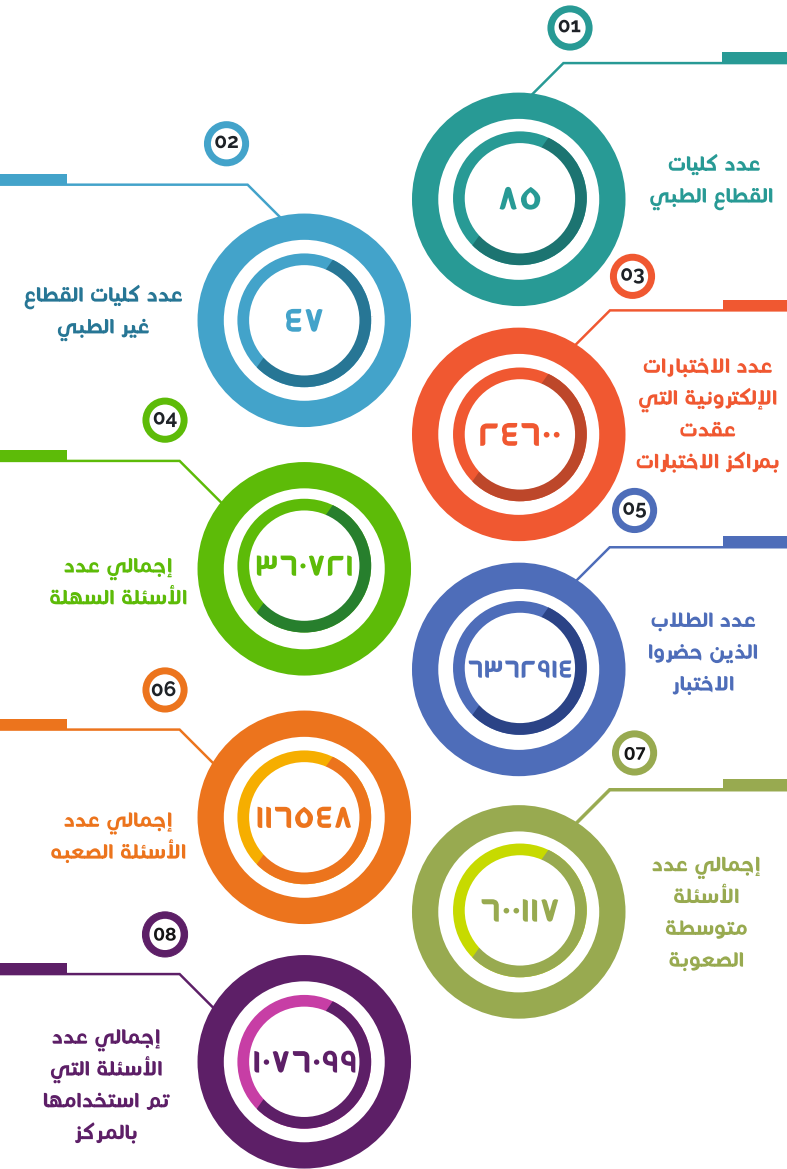 01
٨٥
عدد كليات
القطاع الطبي
02
٤٧
عدد كليات القطاع
غير الطبي
03
٢٤٦٠٠
عدد الاختبارات
الإلكترونية التي
عقدت
بمراكز الاختبارات
04
٣٦٠٧٢١
إجمالي عدد
الأسئلة السهلة
05
٦٣٦٢٩١٤
عدد الطلاب
الذين حضروا
الاختبار
06
١١٦٥٤٨
إجمالي عدد
الأسئلة الصعبه
07
٦٠٠١١٧
إجمالي عدد
الأسئلة
متوسطة
الصعوبة
08
١٠٧٦٠٩٩
إجمالي عدد
الأسئلة التي
تم استخدامها
بالمركز